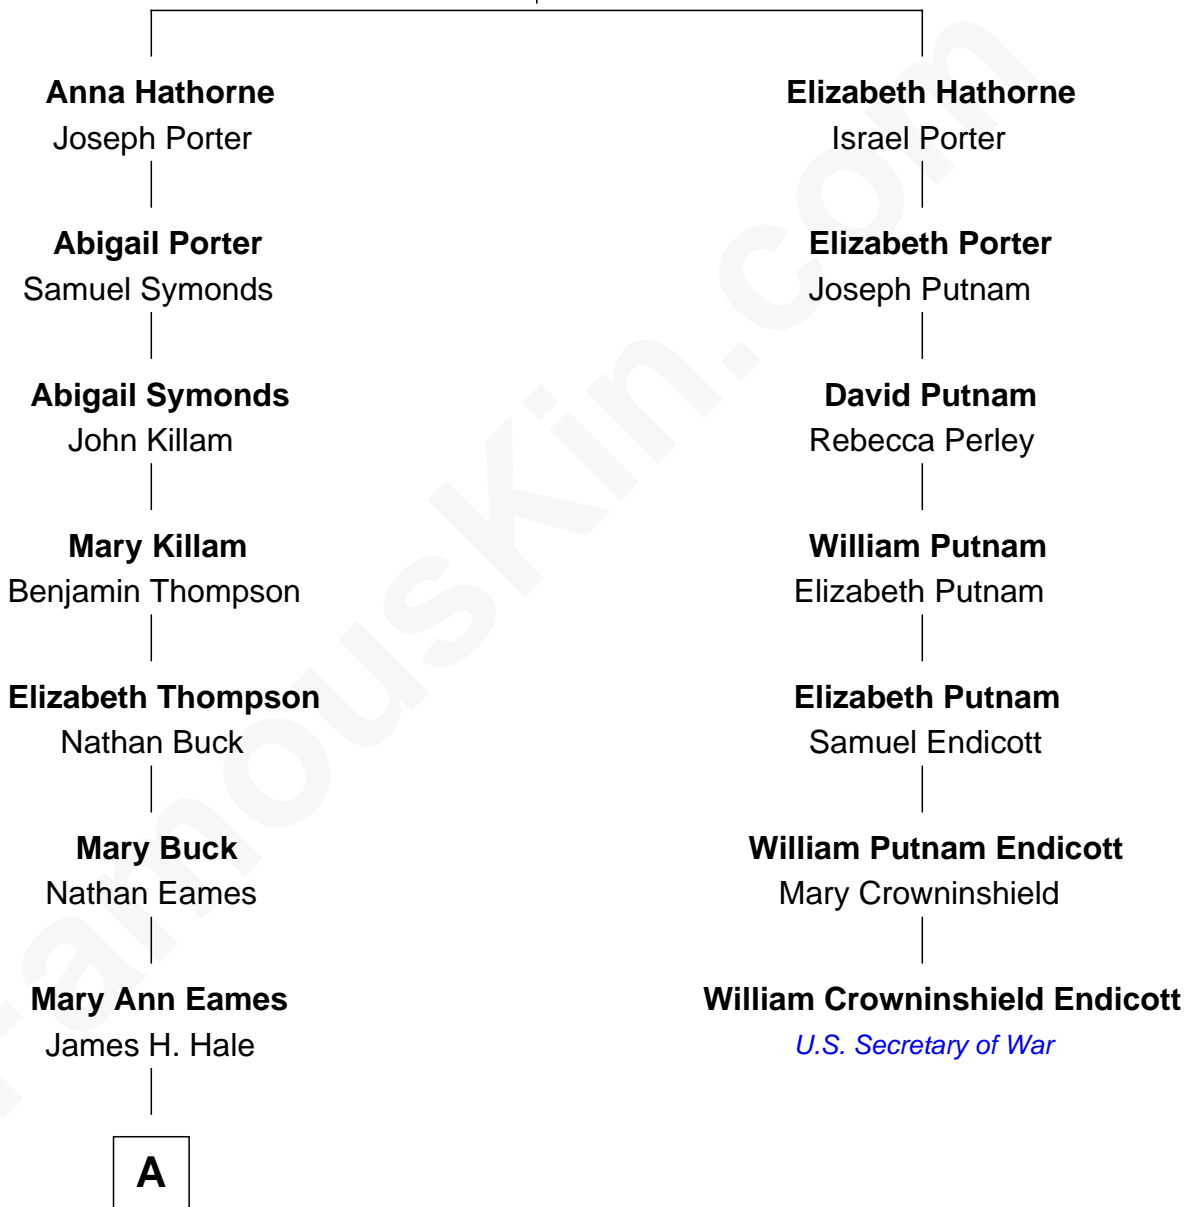 Anna Hathorne
Joseph Porter
Abigail Porter
Samuel Symonds
Abigail Symonds
John Killam
Mary Killam
Benjamin Thompson
Elizabeth Thompson
Nathan Buck
Mary Buck
Nathan Eames
Mary Ann Eames
James H. Hale
A
Elizabeth Hathorne
Israel Porter
Elizabeth Porter
Joseph Putnam
David Putnam
Rebecca Perley
William Putnam
Elizabeth Putnam
Elizabeth Putnam
Samuel Endicott
William Putnam Endicott
Mary Crowninshield
William Crowninshield Endicott
U.S. Secretary of War
FamousKin.com